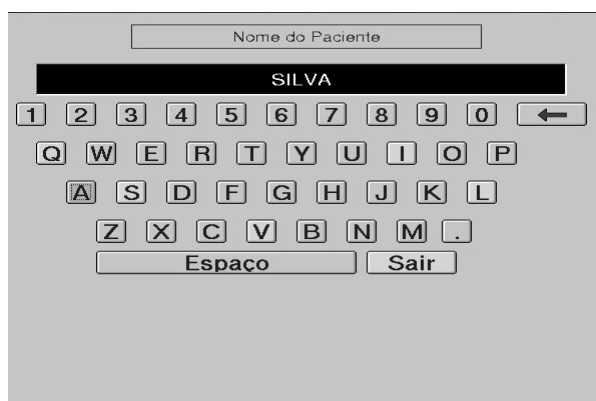 Nome do Paciente
SILVA
1 2 3 4 5 6 7 8 9 0 ←
Q W E R T Y U I O P
A S D F G H J K L
Z X C V B N M .
Espaço Sair